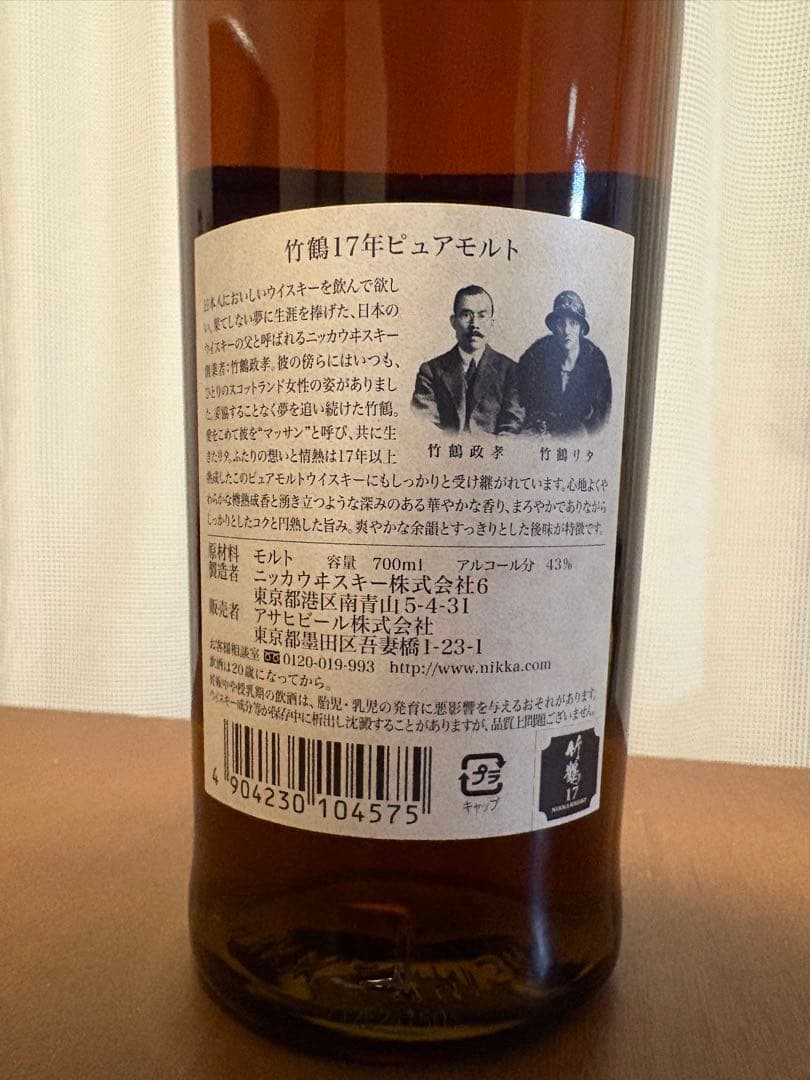 竹鶴17年ピュアモルト
日本人においしいウイスキーを飲んで欲し
い。果てしない夢に生涯を捧げた、日本の
ウイスキーの父と呼ばれるニッカウヰスキー
創業者:竹鶴政孝。彼の傍らにはいつも、
ひとりのスコットランド女性の姿がありまし
た。妥協することなく夢を追い続けた竹鶴。
愛をこめて彼を“マッサン”と呼び、共に生
きたリタ。ふたりの想いと情熱は17年以上
熟成したこのピュアモルトウイスキーにもしっかりと受け継がれています。心地よくや
わらかな樽熟成香と湧き立つような深みのある華やかな香り、まろやかでありながら
しっかりとしたコクと円熟した旨み。爽やかな余韻とすっきりとした後味が特徴です。
竹鶴政孝 竹鶴リタ
原材料 モルト 容量 700ml アルコール分 43%
製造者 ニッカウヰスキー株式会社6
東京都港区南青山5-4-31
販売者 アサヒビール株式会社
東京都墨田区吾妻橋1-23-1
お客様相談室 0120-019-993 http://www.nikka.com
飲酒は20歳になってから。
妊娠中や授乳期の飲酒は、胎児・乳児の発育に悪影響を与えるおそれがあります。
ウイスキー成分等が保存中に析出し沈澱することがありますが、品質上問題ございません。
4 904230 104575
プラ
キャップ
竹鶴
17
NIKKA WHISKY